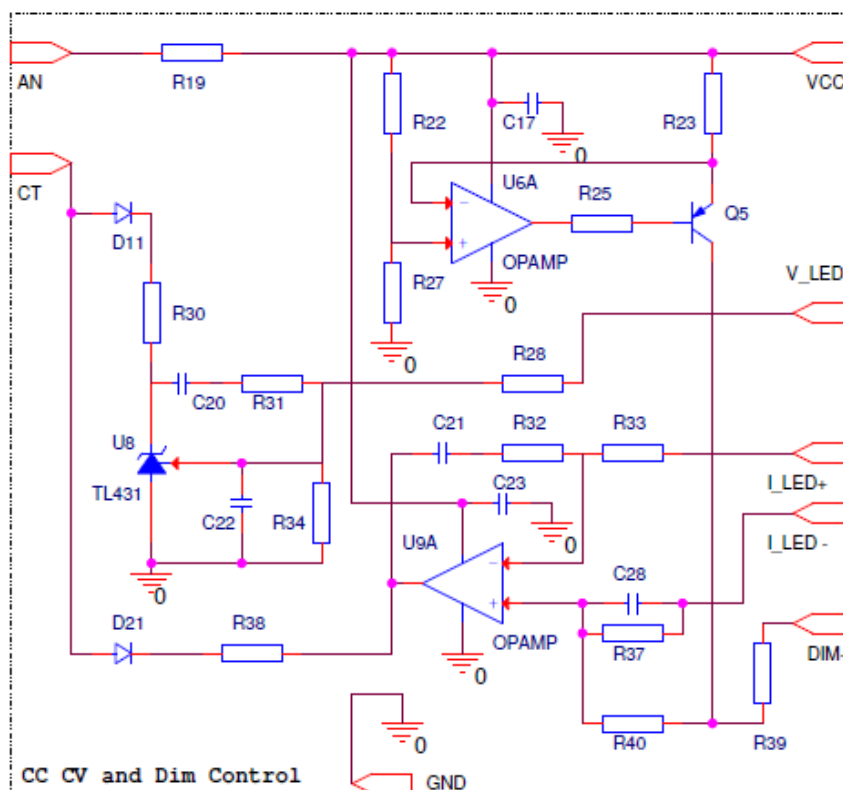 AN
R19
VCC
R22
C17
R23
0
CT
U6A
R25
Q5
D11
OPAMP
R27
0
V_LED
R30
0
R28
C20
R31
C21
R32
R33
U8
TL431
C23
I_LED+
C22
R34
U9A
0
I_LED -
C28
0
D21
R38
OPAMP
R37
DIM+
0
R40
R39
0
CC CV and Dim Control
GND